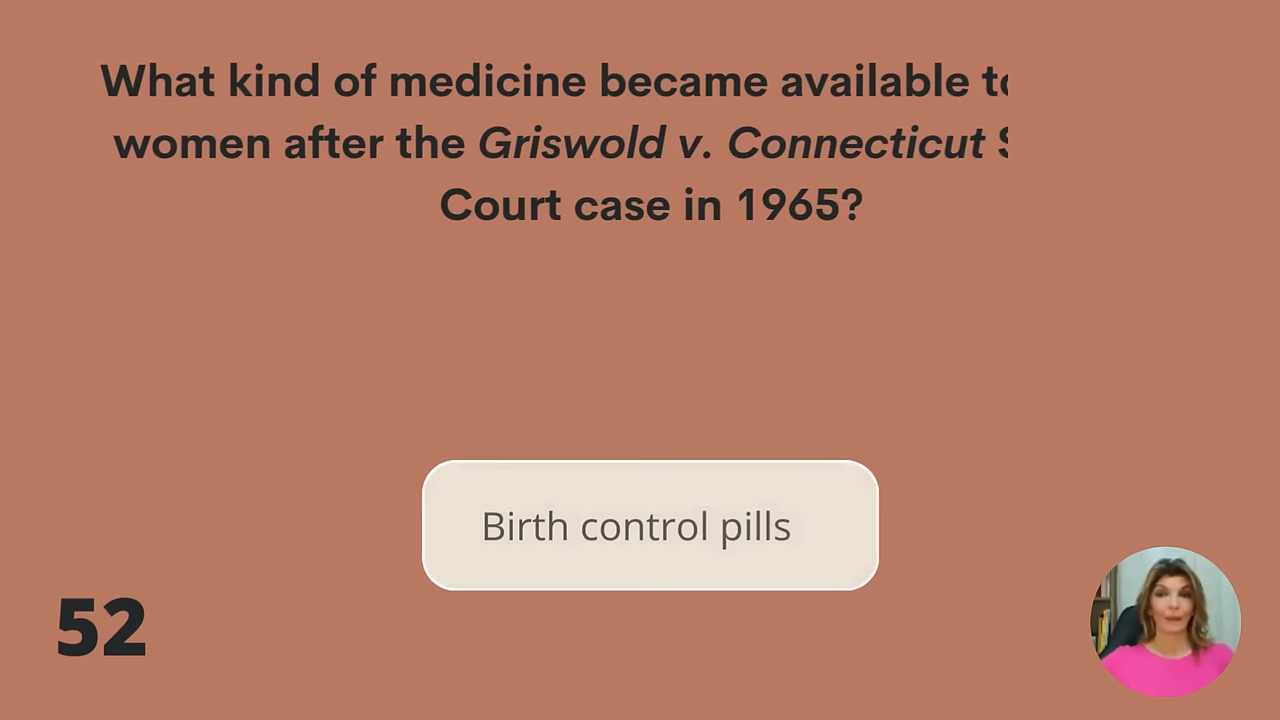 What kind of medicine became available
women after the Griswold v. Connecticut
Court case in 1965?
Birth control pills
52